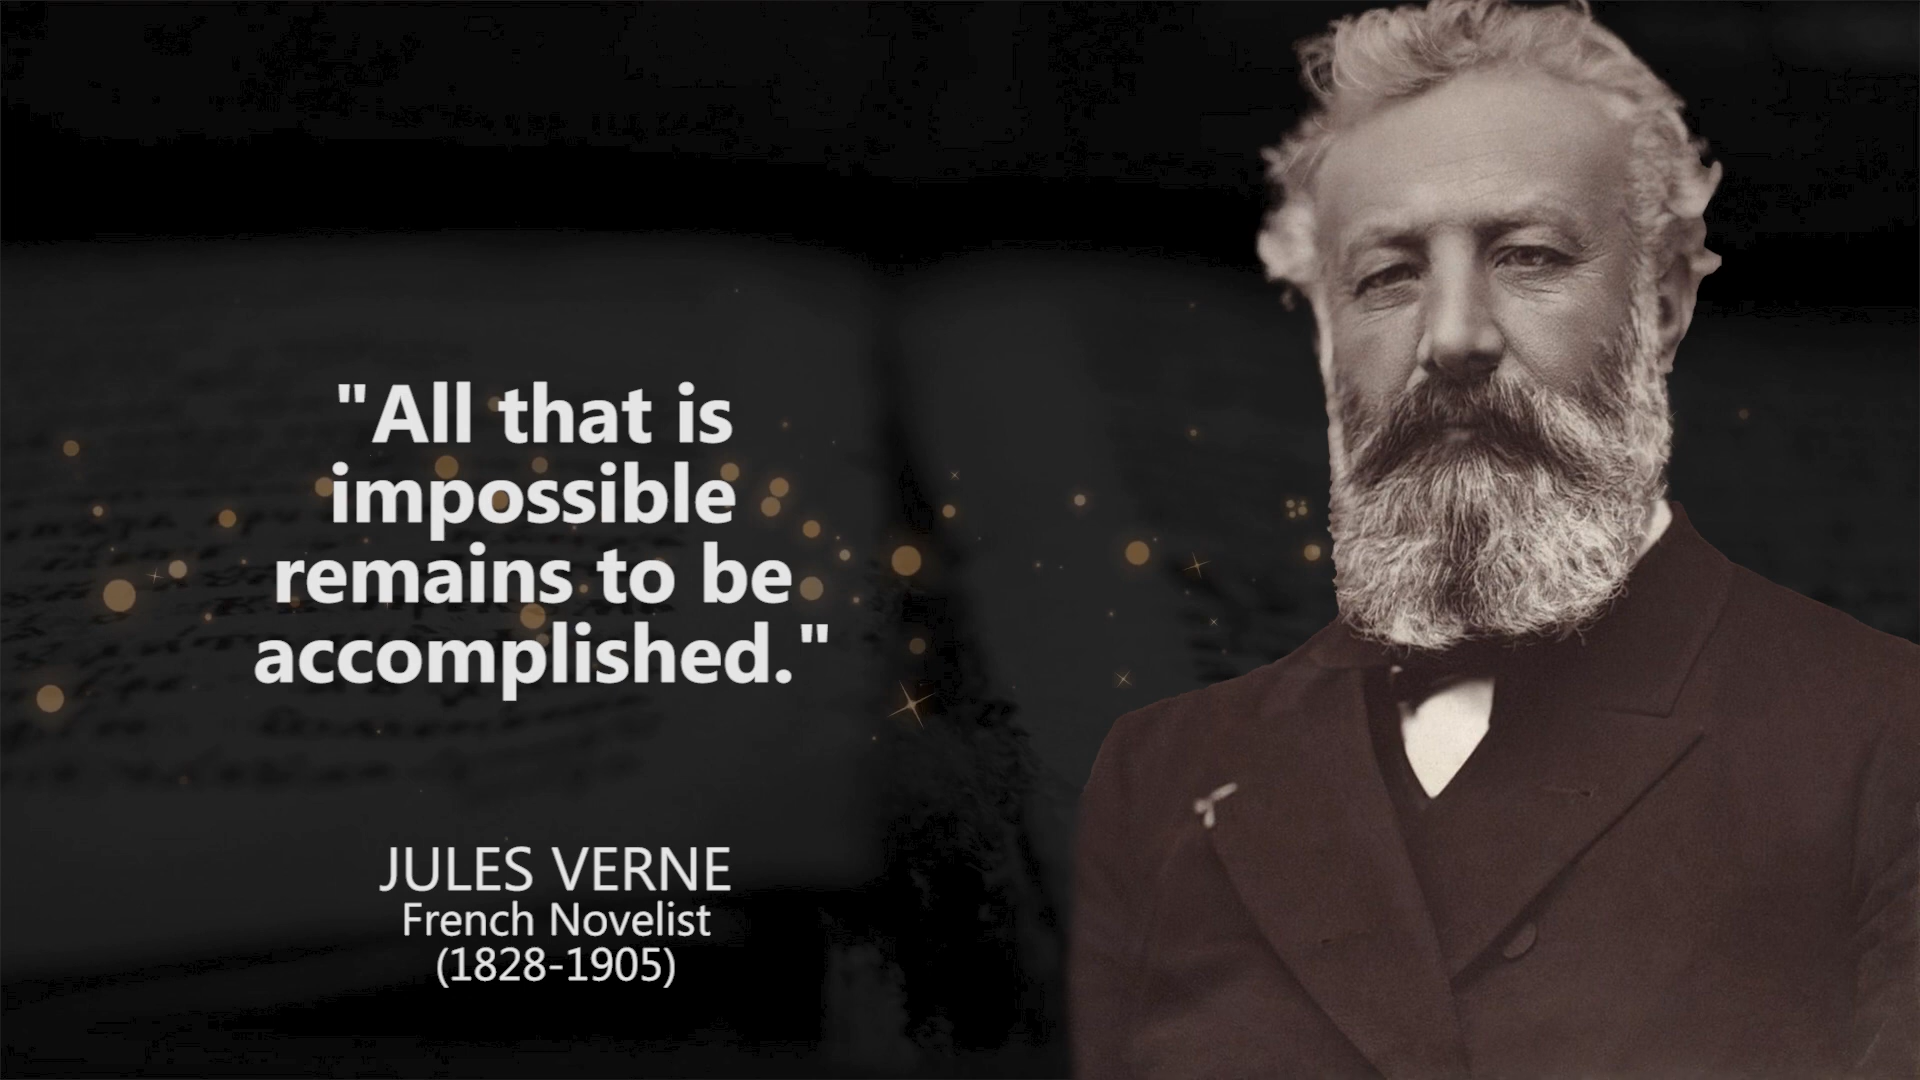 "All that is
impossible
remains to be
accomplished."
JULES VERNE
French Novelist
(1828-1905)